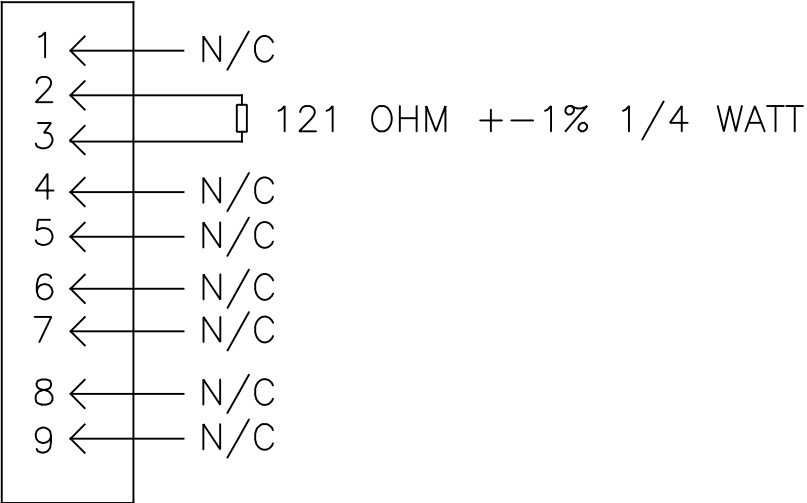 1 N/C
2
121 OHM +-1% 1/4 WATT
3
4 N/C
5 N/C
6 N/C
7 N/C
8 N/C
9 N/C